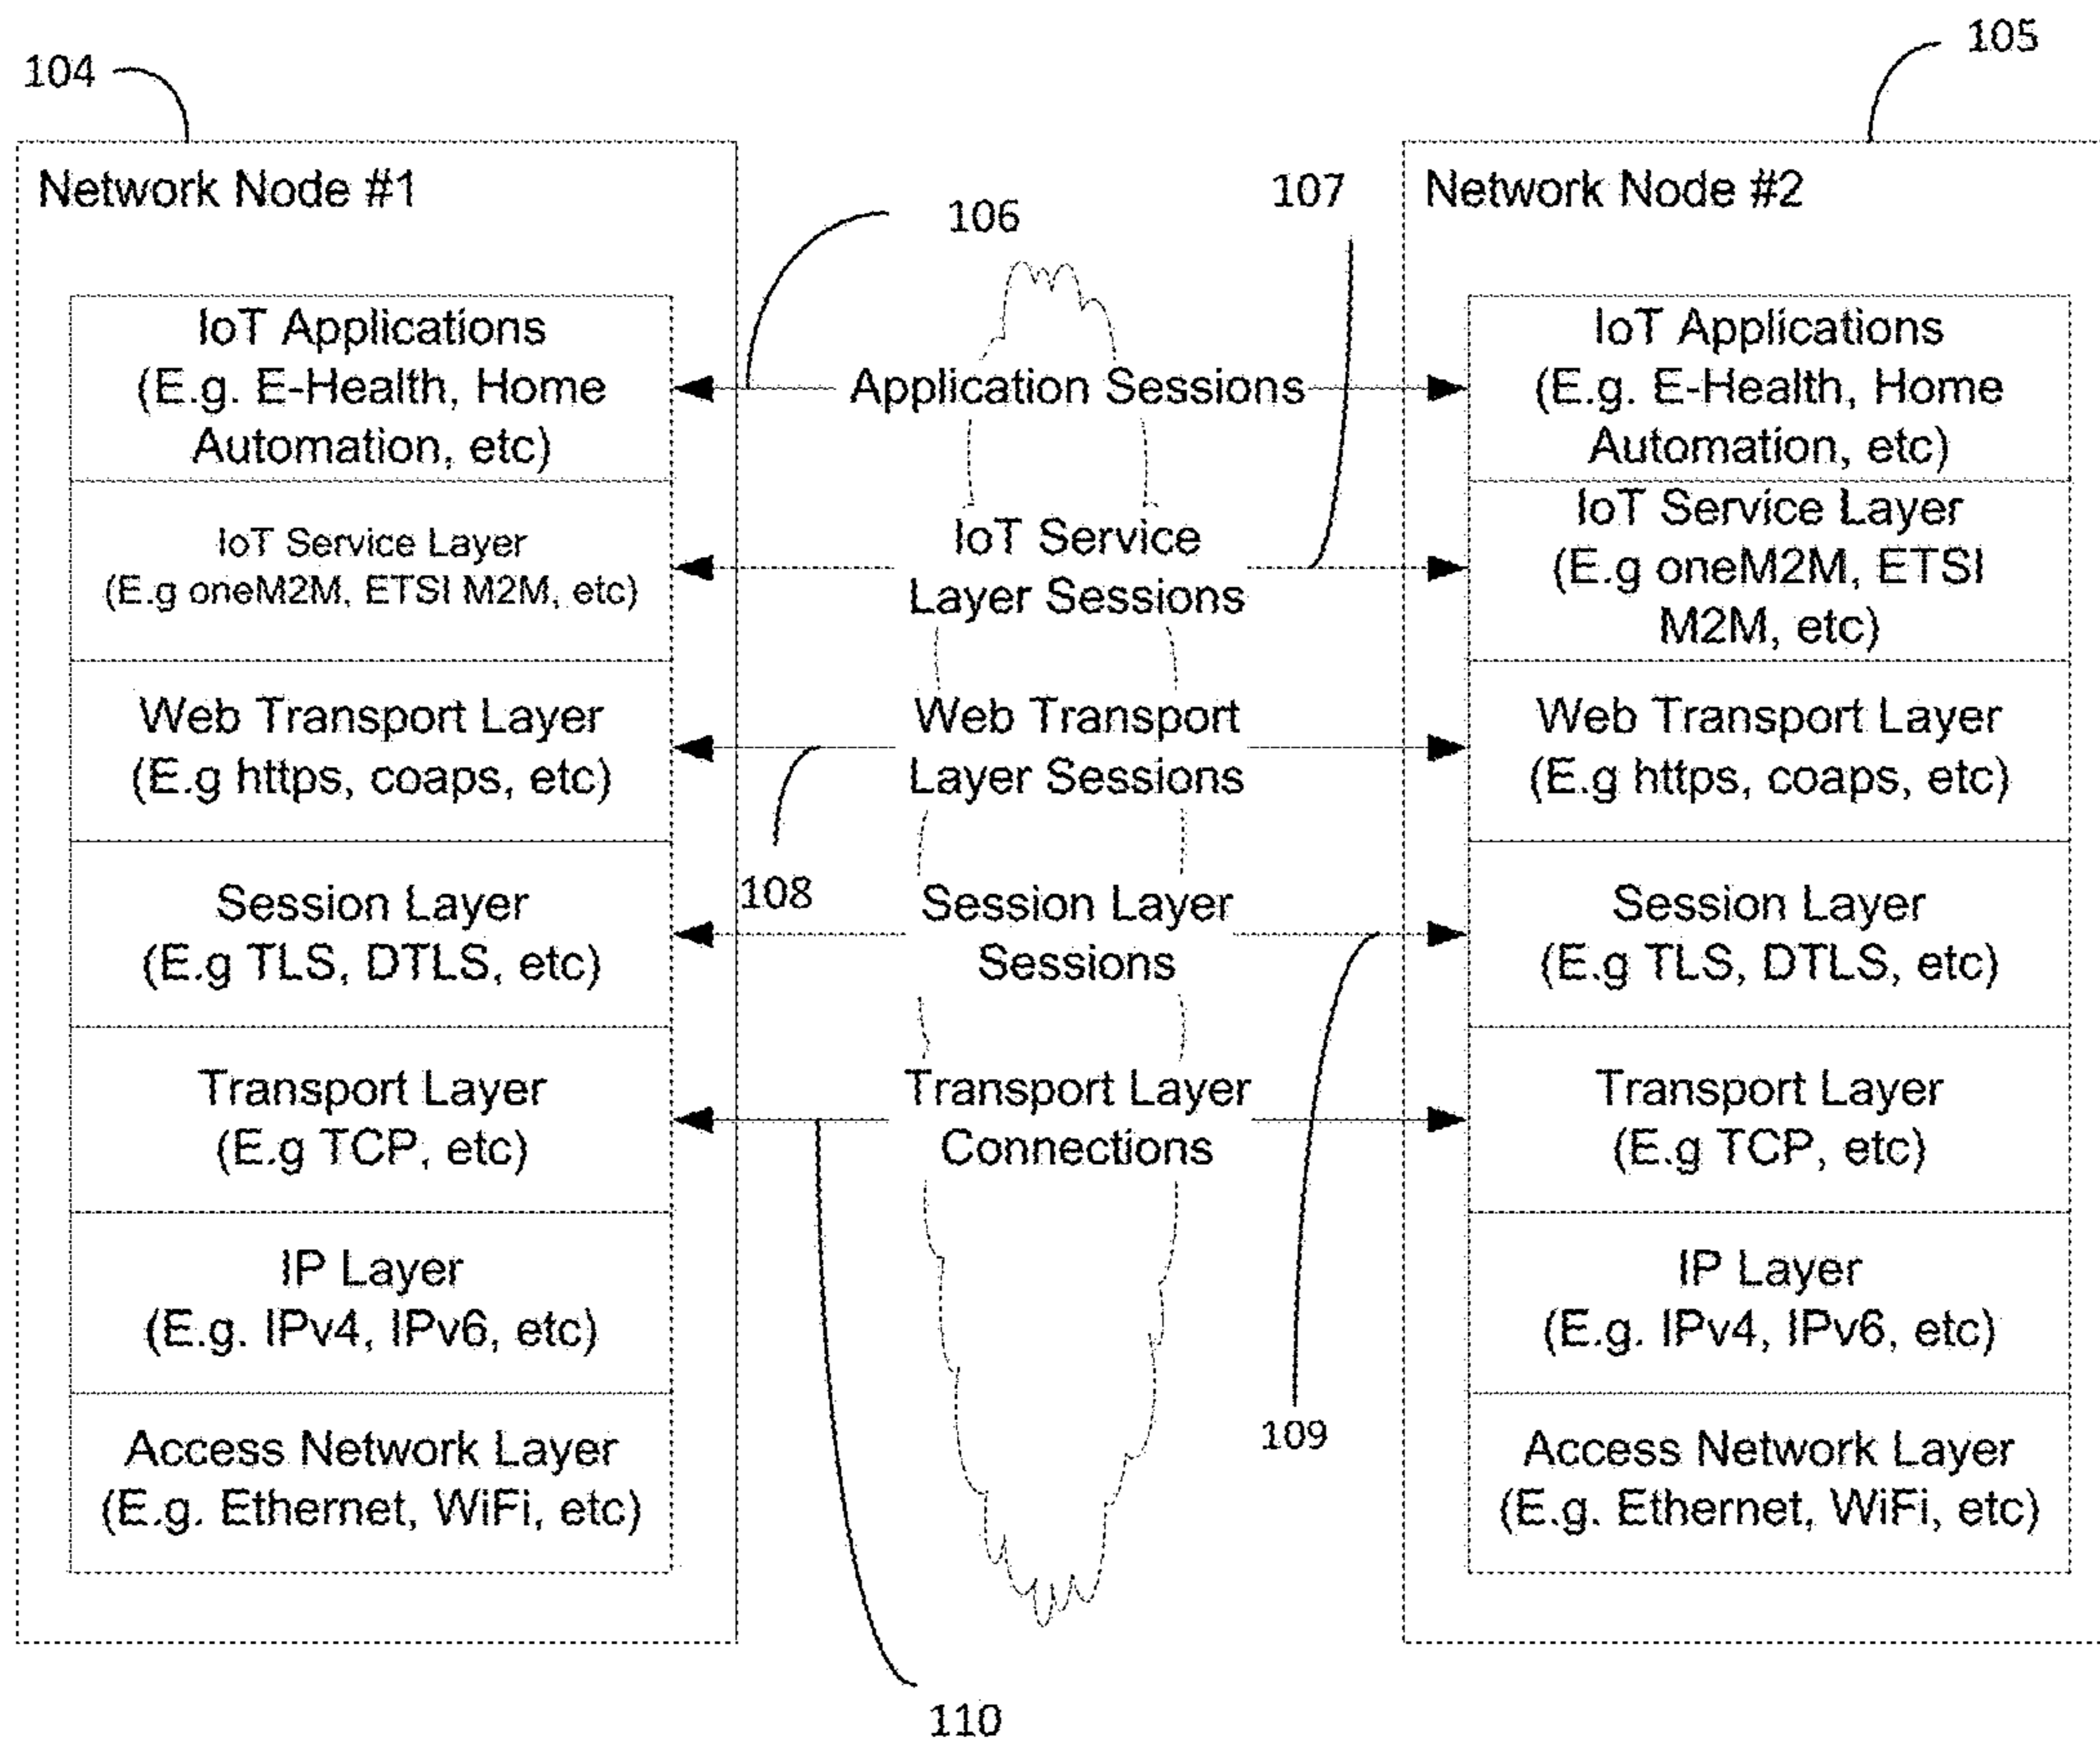 104
105
Network Node #1
106
107
Network Node #2
IoT Applications
(E.g. E-Health, Home
Automation, etc)
Application Sessions
IoT Applications
(E.g. E-Health, Home
Automation, etc)
IoT Service Layer
(E.g oneM2M, ETSI M2M, etc)
IoT Service
Layer Sessions
IoT Service Layer
(E.g oneM2M, ETSI
M2M, etc)
Web Transport Layer
(E.g https, coaps, etc)
Web Transport
Layer Sessions
Web Transport Layer
(E.g https, coaps, etc)
108
Session Layer
(E.g TLS, DTLS, etc)
Session Layer
Sessions
Session Layer
(E.g TLS, DTLS, etc)
Transport Layer
(E.g TCP, etc)
Transport Layer
Connections
Transport Layer
(E.g TCP, etc)
IP Layer
(E.g. IPv4, IPv6, etc)
IP Layer
(E.g. IPv4, IPv6, etc)
109
Access Network Layer
(E.g. Ethernet, WiFi, etc)
Access Network Layer
(E.g. Ethernet, WiFi, etc)
110